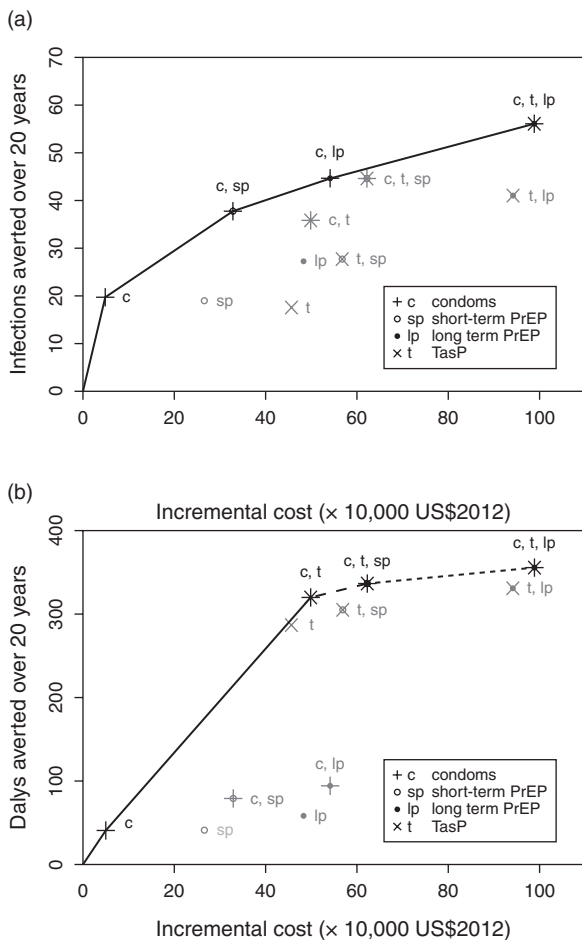 (a)
Infections averted over 20 years
70
60
50
40
30
20
10
0
c, t, lp
c, lp
c, sp
c, t, sp
t, lp
c, t
lp
t, sp
c
sp
t
c condoms
sp short-term PrEP
lp long term PrEP
t TasP
0 20 40 60 80 100
Incremental cost (× 10,000 US$2012)
(b)
Dalys averted over 20 years
400
300
200
100
0
c, t, lp
c, t, sp
c, t
t, lp
t, sp
t
c, lp
c, sp
lp
c
sp
c condoms
sp short-term PrEP
lp long term PrEP
t TasP
0 20 40 60 80 100
Incremental cost (× 10,000 US$2012)